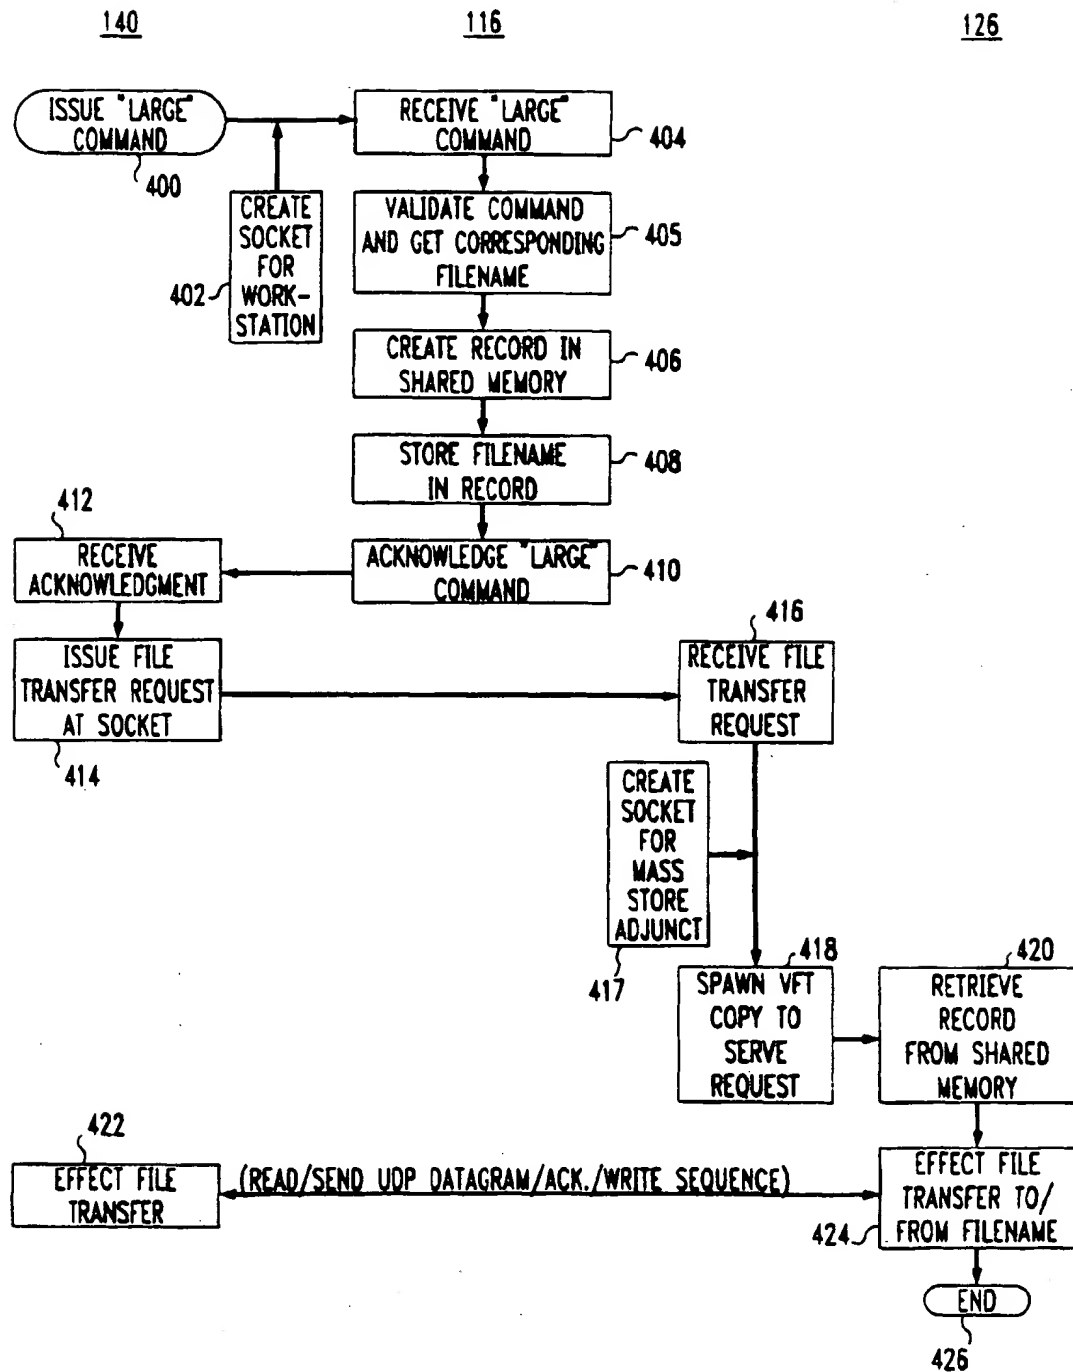 140
116
126
ISSUE "LARGE"
COMMAND
400
RECEIVE "LARGE"
COMMAND
404
CREATE
SOCKET
FOR
WORK-
STATION
402
VALIDATE COMMAND
AND GET CORRESPONDING
FILENAME
405
CREATE RECORD IN
SHARED MEMORY
406
STORE FILENAME
IN RECORD
408
ACKNOWLEDGE "LARGE"
COMMAND
410
412
RECEIVE
ACKNOWLEDGMENT
ISSUE FILE
TRANSFER REQUEST
AT SOCKET
414
416
RECEIVE FILE
TRANSFER
REQUEST
CREATE
SOCKET
FOR
MASS
STORE
ADJUNCT
417
418
SPAWN VFT
COPY TO
SERVE
REQUEST
420
RETRIEVE
RECORD
FROM SHARED
MEMORY
422
EFFECT FILE
TRANSFER
(READ/SEND UDP DATAGRAM/ACK./WRITE SEQUENCE)
EFFECT FILE
TRANSFER TO/
FROM FILENAME
424
END
426